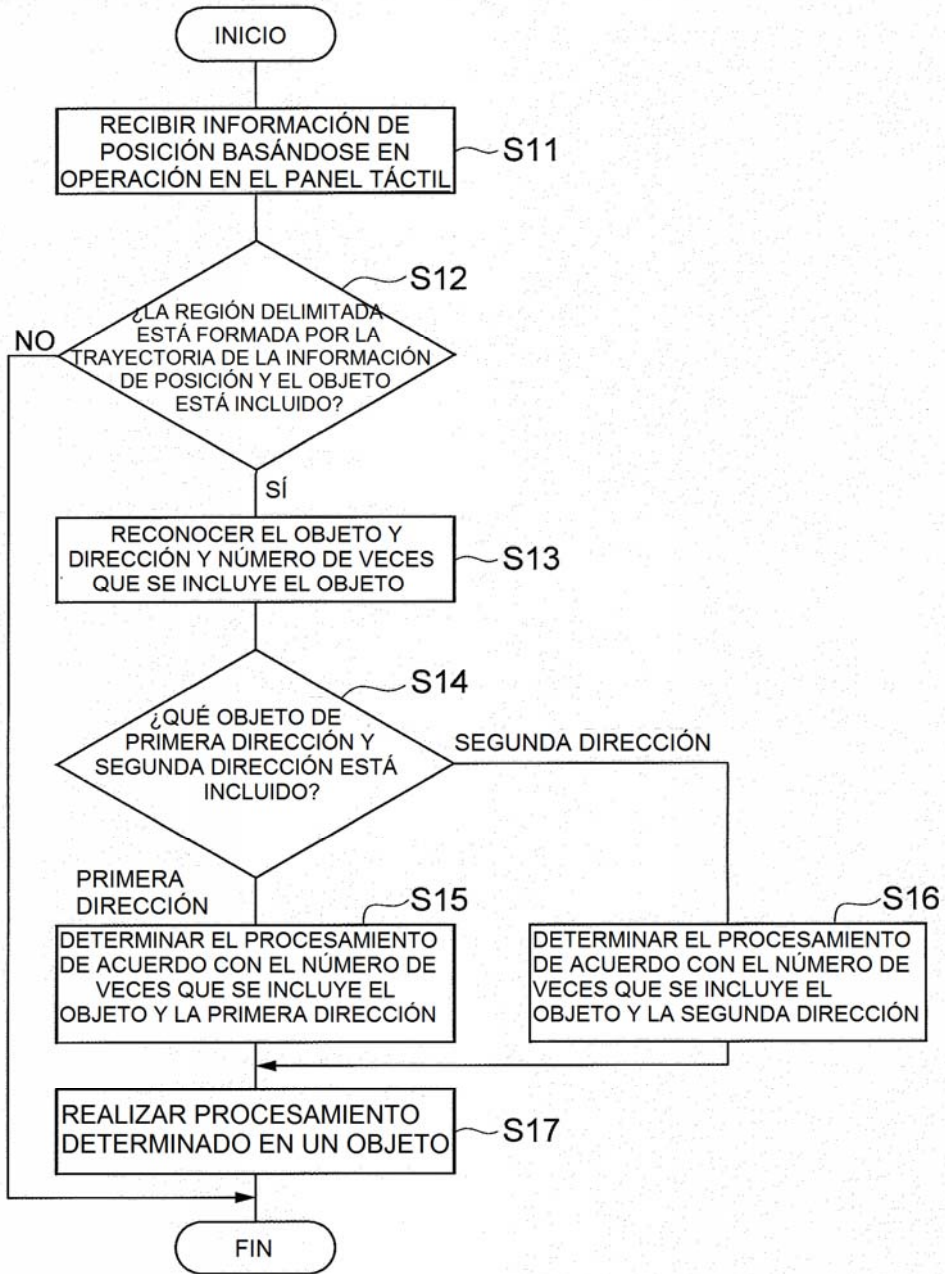 INICIO
RECIBIR INFORMACIÓN DE
POSICIÓN BASÁNDOSE EN
OPERACIÓN EN EL PANEL TÁCTIL
S11
S12
¿LA REGIÓN DELIMITADA
ESTÁ FORMADA POR LA
TRAYECTORIA DE LA INFORMACIÓN
DE POSICIÓN Y EL OBJETO
ESTÁ INCLUIDO?
NO
SÍ
RECONOCER EL OBJETO Y
DIRECCIÓN Y NÚMERO DE VECES
QUE SE INCLUYE EL OBJETO
S13
S14
¿QUÉ OBJETO DE
PRIMERA DIRECCIÓN Y
SEGUNDA DIRECCIÓN ESTÁ
INCLUIDO?
SEGUNDA DIRECCIÓN
PRIMERA
DIRECCIÓN
S15
DETERMINAR EL PROCESAMIENTO
DE ACUERDO CON EL NÚMERO DE
VECES QUE SE INCLUYE EL
OBJETO Y LA PRIMERA DIRECCIÓN
S16
DETERMINAR EL PROCESAMIENTO
DE ACUERDO CON EL NÚMERO DE
VECES QUE SE INCLUYE EL
OBJETO Y LA SEGUNDA DIRECCIÓN
REALIZAR PROCESAMIENTO
DETERMINADO EN UN OBJETO
S17
FIN